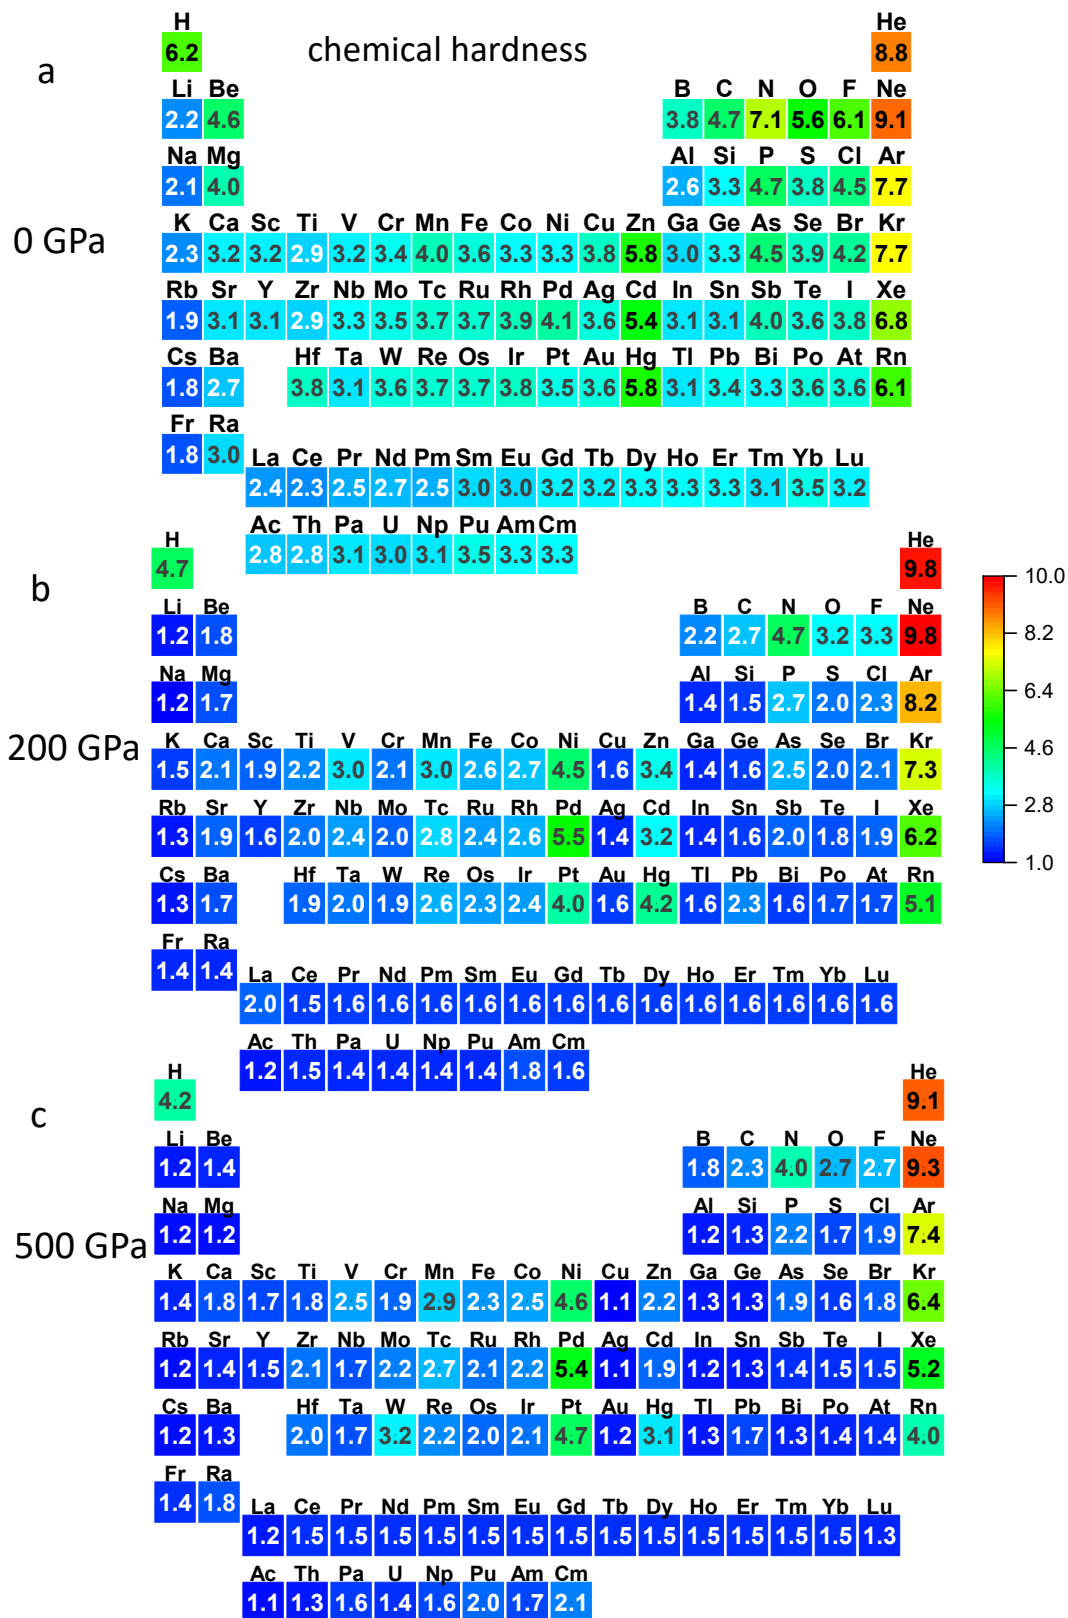 H He
a chemical hardness
6.2 8.8
Li Be B C N O F Ne
2.2 4.6 3.8 4.7 7.1 5.6 6.1 9.1
Na Mg Al Si P S Cl Ar
2.1 4.0 2.6 3.3 4.7 3.8 4.5 7.7
K Ca Sc Ti V Cr Mn Fe Co Ni Cu Zn Ga Ge As Se Br Kr
0 GPa
2.3 3.2 3.2 2.9 3.2 3.4 4.0 3.6 3.3 3.3 3.8 5.8 3.0 3.3 4.5 3.9 4.2 7.7
Rb Sr Y Zr Nb Mo Tc Ru Rh Pd Ag Cd In Sn Sb Te I Xe
1.9 3.1 3.1 2.9 3.3 3.5 3.7 3.7 3.9 4.1 3.6 5.4 3.1 3.1 4.0 3.6 3.8 6.8
Cs Ba Hf Ta W Re Os Ir Pt Au Hg Tl Pb Bi Po At Rn
1.8 2.7 3.8 3.1 3.6 3.7 3.7 3.8 3.5 3.6 5.8 3.1 3.4 3.3 3.6 3.6 6.1
Fr Ra
1.8 3.0
La Ce Pr Nd Pm Sm Eu Gd Tb Dy Ho Er Tm Yb Lu
2.4 2.3 2.5 2.7 2.5 3.0 3.0 3.2 3.2 3.3 3.3 3.3 3.1 3.5 3.2
Ac Th Pa U Np Pu Am Cm
2.8 2.8 3.1 3.0 3.1 3.5 3.3 3.3
H He
4.7 9.8
b
Li Be B C N O F Ne
1.2 1.8 2.2 2.7 4.7 3.2 3.3 9.8
Na Mg Al Si P S Cl Ar
1.2 1.7 1.4 1.5 2.7 2.0 2.3 8.2
K Ca Sc Ti V Cr Mn Fe Co Ni Cu Zn Ga Ge As Se Br Kr
200 GPa
1.5 2.1 1.9 2.2 3.0 2.1 3.0 2.6 2.7 4.5 1.6 3.4 1.4 1.6 2.5 2.0 2.1 7.3
Rb Sr Y Zr Nb Mo Tc Ru Rh Pd Ag Cd In Sn Sb Te I Xe
1.3 1.9 1.6 2.0 2.4 2.0 2.8 2.4 2.6 5.5 1.4 3.2 1.4 1.6 2.0 1.8 1.9 6.2
Cs Ba Hf Ta W Re Os Ir Pt Au Hg Tl Pb Bi Po At Rn
1.3 1.7 1.9 2.0 1.9 2.6 2.3 2.4 4.0 1.6 4.2 1.6 2.3 1.6 1.7 1.7 5.1
Fr Ra
1.4 1.4
La Ce Pr Nd Pm Sm Eu Gd Tb Dy Ho Er Tm Yb Lu
2.0 1.5 1.6 1.6 1.6 1.6 1.6 1.6 1.6 1.6 1.6 1.6 1.6 1.6 1.6
Ac Th Pa U Np Pu Am Cm
1.2 1.5 1.4 1.4 1.4 1.4 1.8 1.6
10.0
8.2
6.4
4.6
2.8
1.0
H He
4.2 9.1
c
Li Be B C N O F Ne
1.2 1.4 1.8 2.3 4.0 2.7 2.7 9.3
Na Mg Al Si P S Cl Ar
1.2 1.2 1.2 1.3 2.2 1.7 1.9 7.4
500 GPa
K Ca Sc Ti V Cr Mn Fe Co Ni Cu Zn Ga Ge As Se Br Kr
1.4 1.8 1.7 1.8 2.5 1.9 2.9 2.3 2.5 4.6 1.1 2.2 1.3 1.3 1.9 1.6 1.8 6.4
Rb Sr Y Zr Nb Mo Tc Ru Rh Pd Ag Cd In Sn Sb Te I Xe
1.2 1.4 1.5 2.1 1.7 2.2 2.7 2.1 2.2 5.4 1.1 1.9 1.2 1.3 1.4 1.5 1.5 5.2
Cs Ba Hf Ta W Re Os Ir Pt Au Hg Tl Pb Bi Po At Rn
1.2 1.3 2.0 1.7 3.2 2.2 2.0 2.1 4.7 1.2 3.1 1.3 1.7 1.3 1.4 1.4 4.0
Fr Ra
1.4 1.8
La Ce Pr Nd Pm Sm Eu Gd Tb Dy Ho Er Tm Yb Lu
1.2 1.5 1.5 1.5 1.5 1.5 1.5 1.5 1.5 1.5 1.5 1.5 1.5 1.5 1.3
Ac Th Pa U Np Pu Am Cm
1.1 1.3 1.6 1.4 1.6 2.0 1.7 2.1